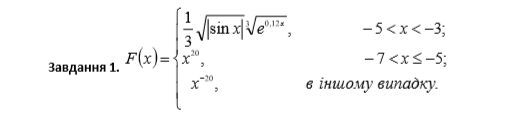 1/3 √|sin x| ∛e^{0,12x}, −5 < x < −3;
Завдання 1. F(x) = { x^{20}, −7 < x ≤ −5;
x^{−20}, в іншому випадку.